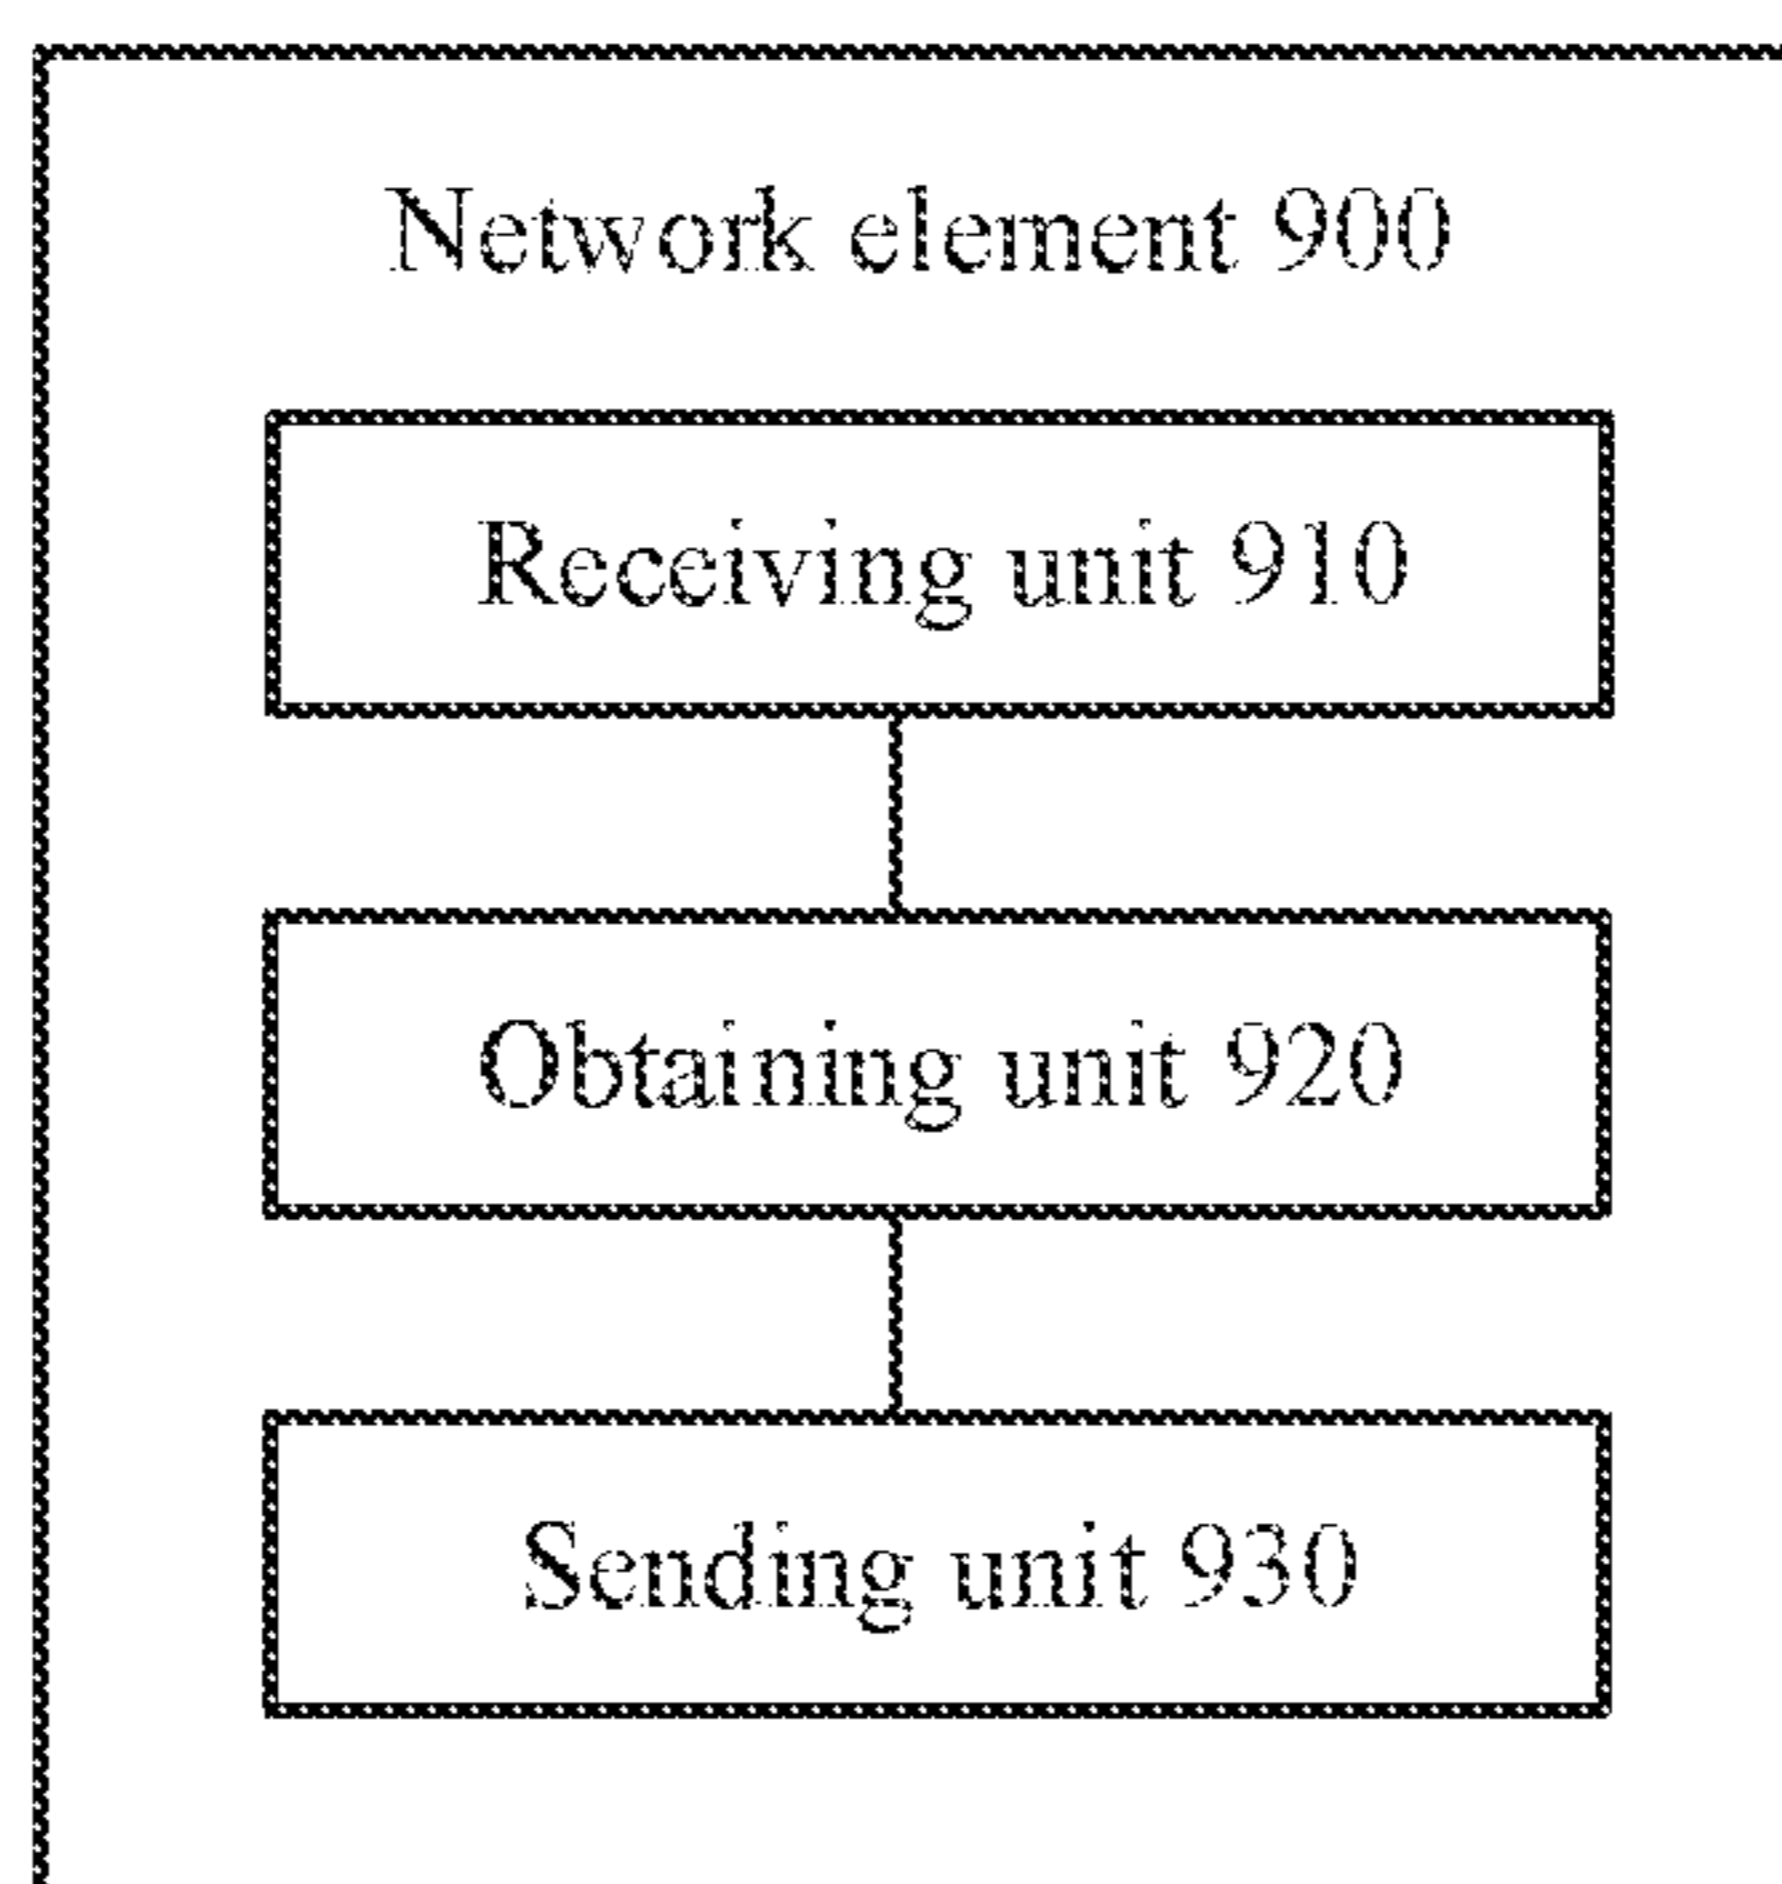 Network element 900
Receiving unit 910
Obtaining unit 920
Sending unit 930